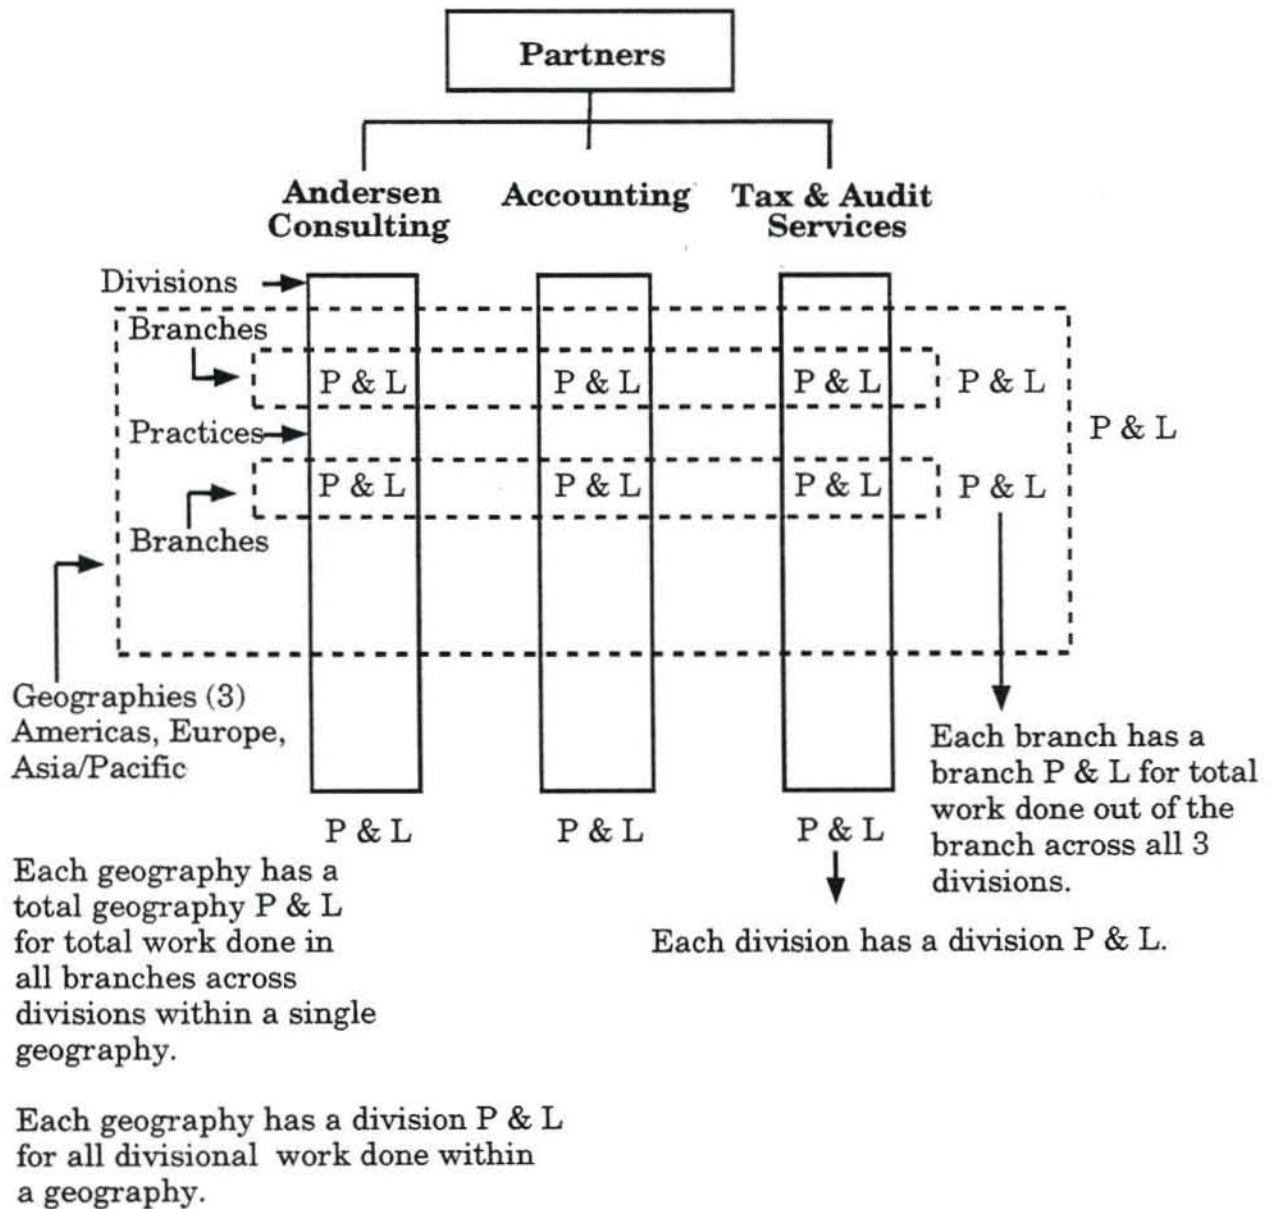 Partners
Andersen
Consulting
Accounting
Tax & Audit
Services
Divisions
Branches
P & L
P & L
P & L
P & L
Practices
P & L
P & L
P & L
P & L
P & L
Branches
Geographies (3)
Americas, Europe,
Asia/Pacific
Each branch has a
branch P & L for total
work done out of the
branch across all 3
divisions.
P & L
P & L
P & L
Each geography has a
total geography P & L
for total work done in
all branches across
divisions within a single
geography.
Each division has a division P & L.
Each geography has a division P & L
for all divisional work done within
a geography.